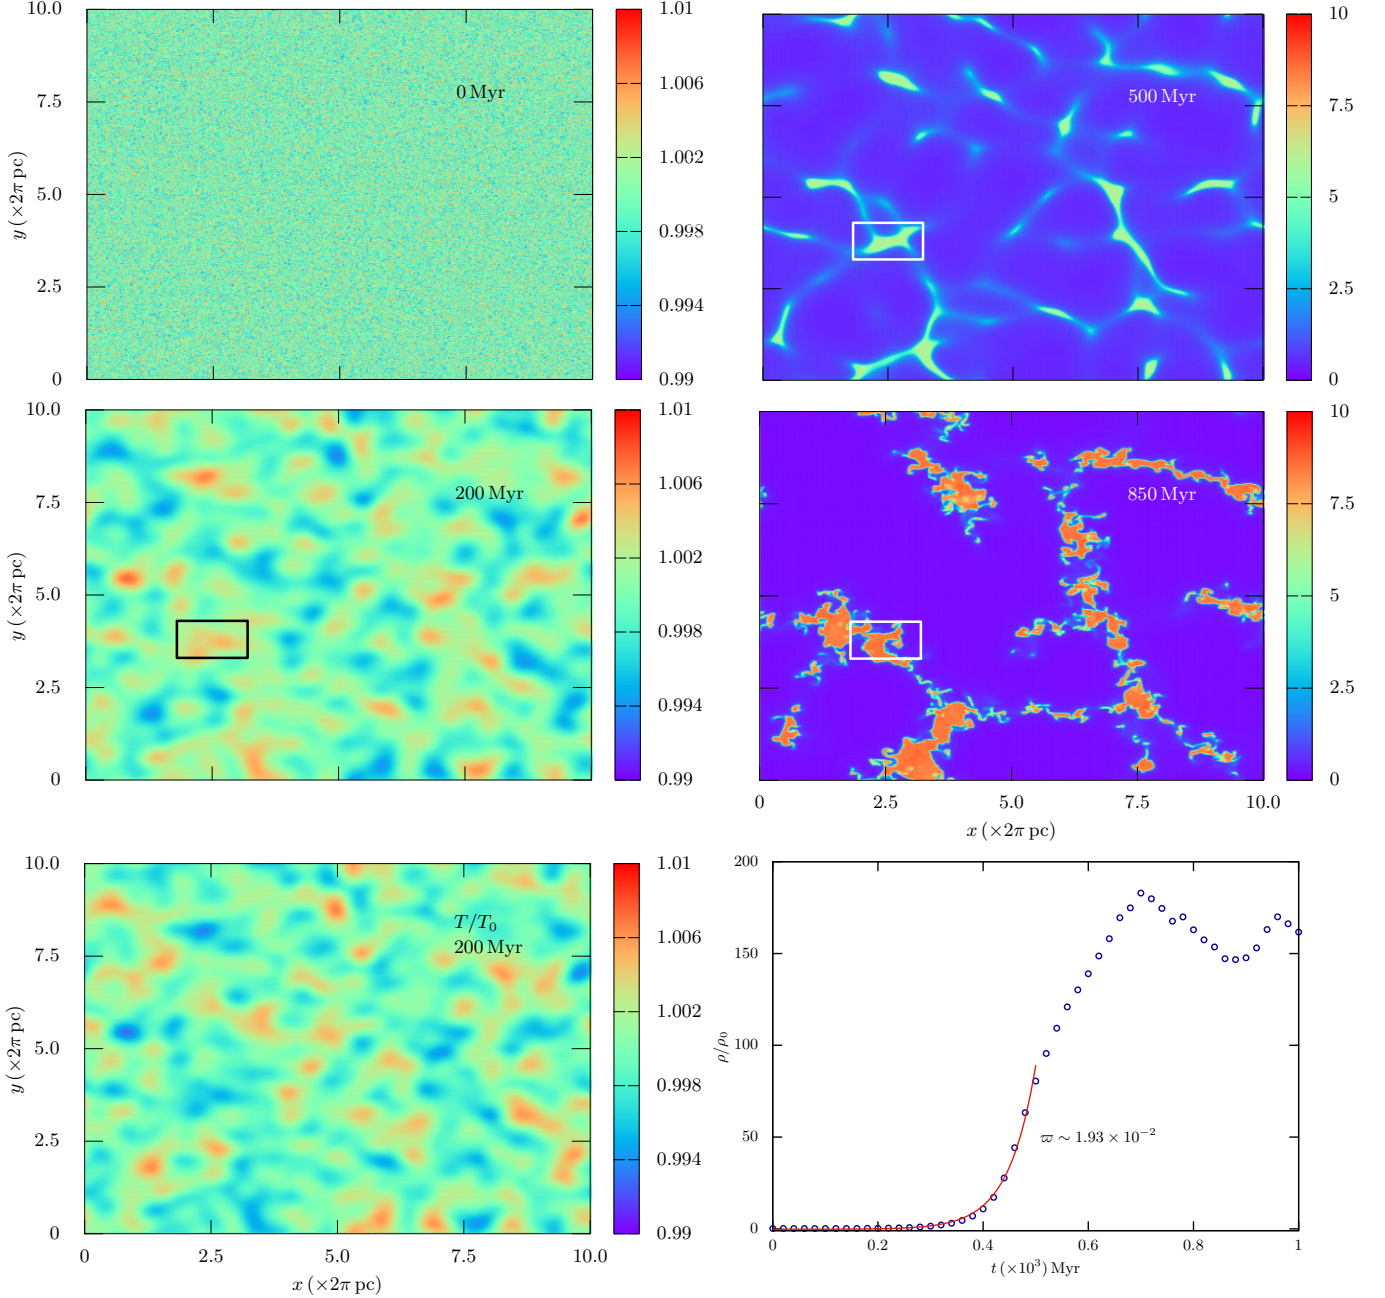 10.0
7.5
5.0
2.5
0
y (×2π pc)
0 Myr
1.01
1.006
1.002
0.998
0.994
0.99
500 Myr
10
7.5
5
2.5
0
10.0
7.5
5.0
2.5
0
y (×2π pc)
200 Myr
1.01
1.006
1.002
0.998
0.994
0.99
850 Myr
10
7.5
5
2.5
0
0 2.5 5.0 7.5 10.0
x (×2π pc)
10.0
7.5
5.0
2.5
0
y (×2π pc)
T/T₀
200 Myr
0 2.5 5.0 7.5 10.0
x (×2π pc)
1.01
1.006
1.002
0.998
0.994
0.99
200
150
100
50
0
ρ/ρ₀
ϖ ∼ 1.93 × 10⁻²
0 0.2 0.4 0.6 0.8 1
t (×10³) Myr